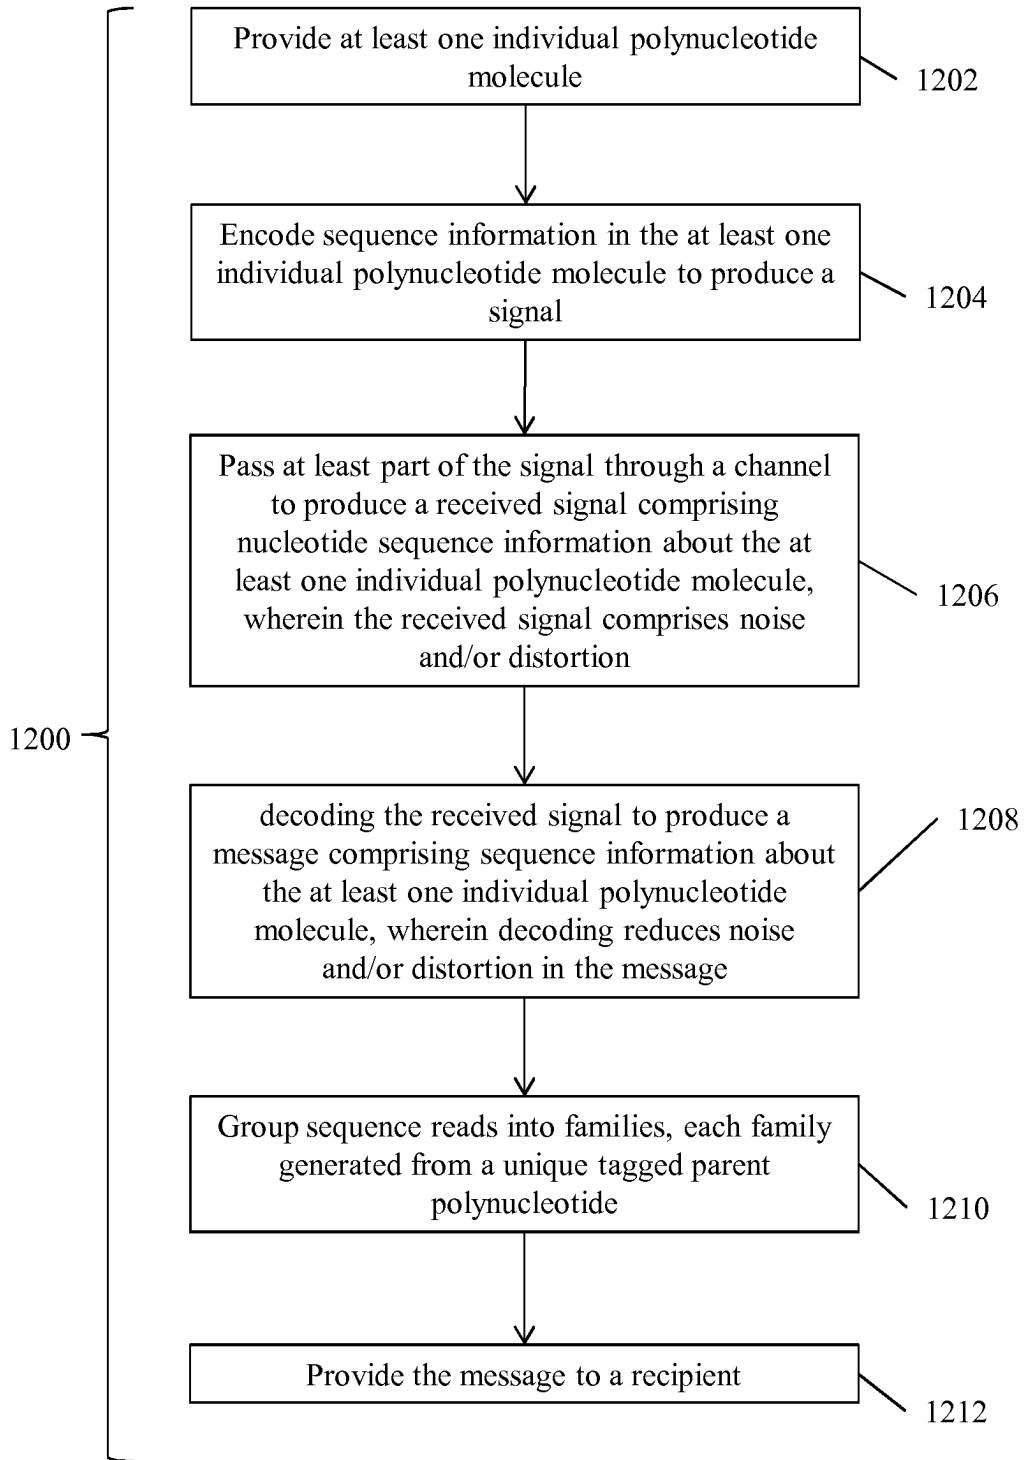 Provide at least one individual polynucleotide
molecule
1202
Encode sequence information in the at least one
individual polynucleotide molecule to produce a
signal
1204
Pass at least part of the signal through a channel
to produce a received signal comprising
nucleotide sequence information about the at
least one individual polynucleotide molecule,
wherein the received signal comprises noise
and/or distortion
1206
1200
decoding the received signal to produce a
message comprising sequence information about
the at least one individual polynucleotide
molecule, wherein decoding reduces noise
and/or distortion in the message
1208
Group sequence reads into families, each family
generated from a unique tagged parent
polynucleotide
1210
Provide the message to a recipient
1212